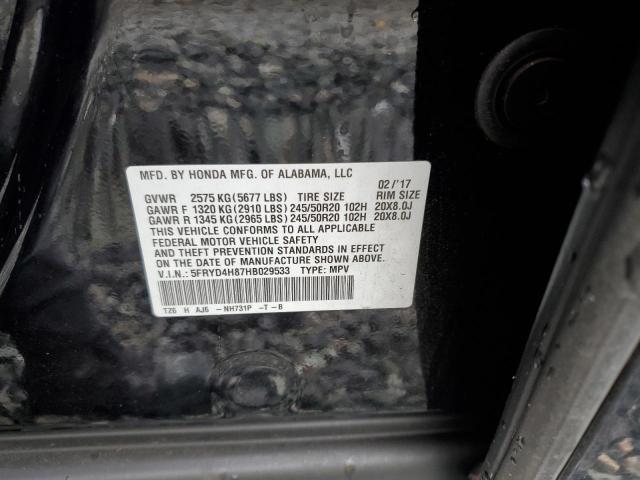 MFD. BY HONDA MFG. OF ALABAMA, LLC
02/'17
GVWR 2575 KG (5677 LBS) TIRE SIZE RIM SIZE
GAWR F 1320 KG (2910 LBS) 245/50R20 102H 20X8.0J
GAWR R 1345 KG (2965 LBS) 245/50R20 102H 20X8.0J
THIS VEHICLE CONFORMS TO ALL APPLICABLE
FEDERAL MOTOR VEHICLE SAFETY
AND THEFT PREVENTION STANDARDS IN EFFECT
ON THE DATE OF MANUFACTURE SHOWN ABOVE.
V.I.N.: 5FRYD4H87HB029533 TYPE: MPV
TZ6 H AJ6 -NH731P -T-B